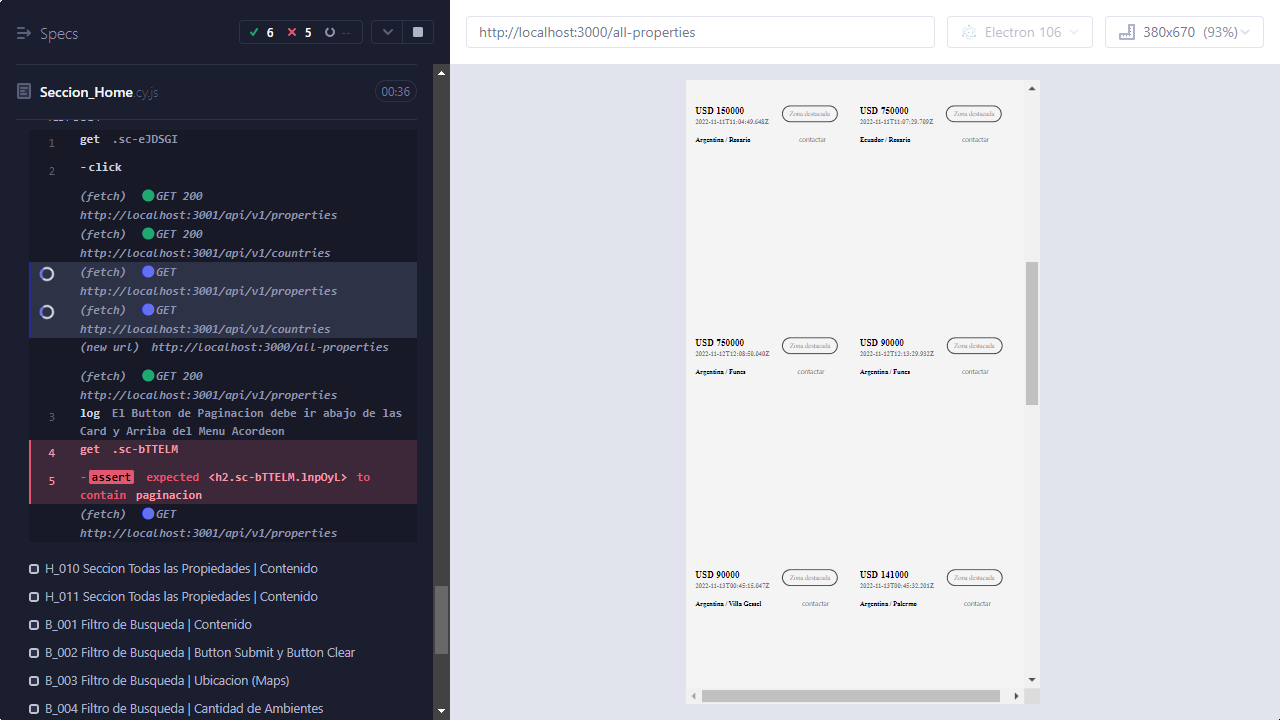 Specs
6
5
--
Seccion_Home.cy.js
00:36
1 get .sc-eJDSGI
2 -click
(fetch) GET 200
http://localhost:3001/api/v1/properties
(fetch) GET 200
http://localhost:3001/api/v1/countries
(fetch) GET
http://localhost:3001/api/v1/properties
(fetch) GET
http://localhost:3001/api/v1/countries
(new url) http://localhost:3000/all-properties
(fetch) GET 200
http://localhost:3001/api/v1/properties
3 log El Button de Paginacion debe ir abajo de las
Card y Arriba del Menu Acordeon
4 get .sc-bTTELM
5 -assert expected <h2.sc-bTTELM.lnpOyL> to
contain paginacion
(fetch) GET
http://localhost:3001/api/v1/properties
H_010 Seccion Todas las Propiedades | Contenido
H_011 Seccion Todas las Propiedades | Contenido
B_001 Filtro de Busqueda | Contenido
B_002 Filtro de Busqueda | Button Submit y Button Clear
B_003 Filtro de Busqueda | Ubicacion (Maps)
B_004 Filtro de Busqueda | Cantidad de Ambientes
http://localhost:3000/all-properties
Electron 106
380x670 (93%)
USD 150000
Zona destacada
2022-11-11T11:04:49.648Z
Argentina / Rosario
contactar
USD 750000
Zona destacada
2022-11-11T11:07:29.709Z
Ecuador / Rosario
contactar
USD 750000
Zona destacada
2022-11-12T12:08:50.040Z
Argentina / Funes
contactar
USD 90000
Zona destacada
2022-11-12T12:13:29.932Z
Argentina / Funes
contactar
USD 90000
Zona destacada
2022-11-13T00:45:15.047Z
Argentina / Villa Gessel
contactar
USD 141000
Zona destacada
2022-11-13T00:45:32.201Z
Argentina / Palermo
contactar